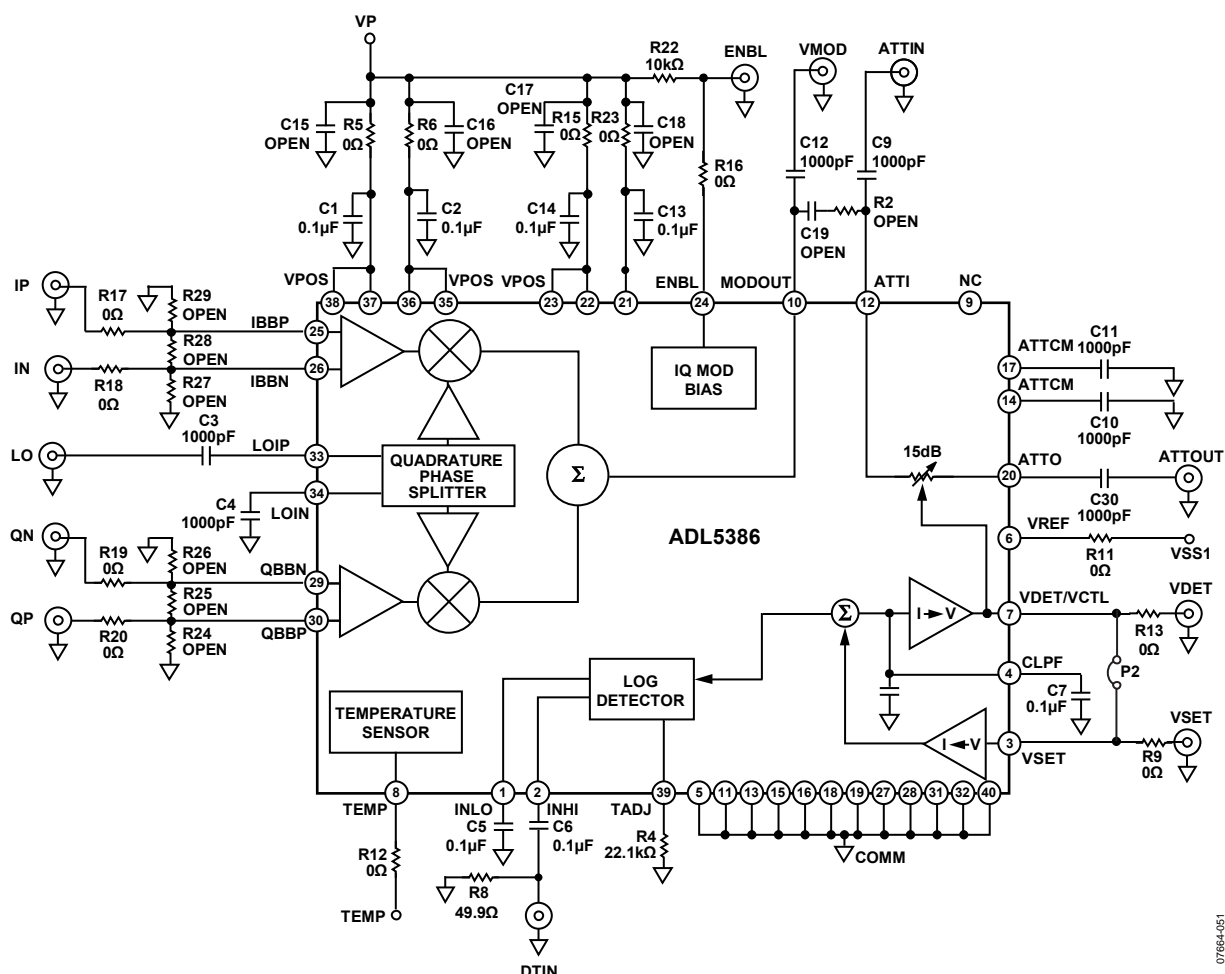 VP
R22
10kΩ
ENBL
VMOD
ATTIN
C15
OPEN
R5
0Ω
R6
0Ω
C16
OPEN
C17
OPEN
R15
0Ω
R23
0Ω
C18
OPEN
R16
0Ω
C12
1000pF
C9
1000pF
C1
0.1µF
C2
0.1µF
C14
0.1µF
C13
0.1µF
C19
OPEN
R2
OPEN
VPOS
VPOS
VPOS
ENBL
MODOUT
ATTI
NC
38
37
36
35
23
22
21
24
10
12
9
IP
R17
0Ω
R29
OPEN
IBBP
25
R28
OPEN
IN
R18
0Ω
R27
OPEN
IBBN
26
IQ MOD
BIAS
ATTCM
17
C11
1000pF
ATTCM
14
C10
1000pF
LO
C3
1000pF
LOIP
33
QUADRATURE
PHASE
SPLITTER
Σ
15dB
ATTO
20
C30
1000pF
ATTOUT
C4
1000pF
34
LOIN
ADL5386
VREF
6
R11
0Ω
VSS1
QN
R19
0Ω
R26
OPEN
QBBN
29
R25
OPEN
QP
R20
0Ω
R24
OPEN
QBBP
30
Σ
I→V
VDET/VCTL
7
R13
0Ω
VDET
P2
CLPF
4
C7
0.1µF
LOG
DETECTOR
TEMPERATURE
SENSOR
I←V
3
VSET
R9
0Ω
VSET
8
1
2
39
5
11
13
15
16
18
19
27
28
31
32
40
TEMP
INLO
INHI
TADJ
C5
0.1µF
C6
0.1µF
R4
22.1kΩ
COMM
R12
0Ω
R8
49.9Ω
TEMP
DTIN
07664-051